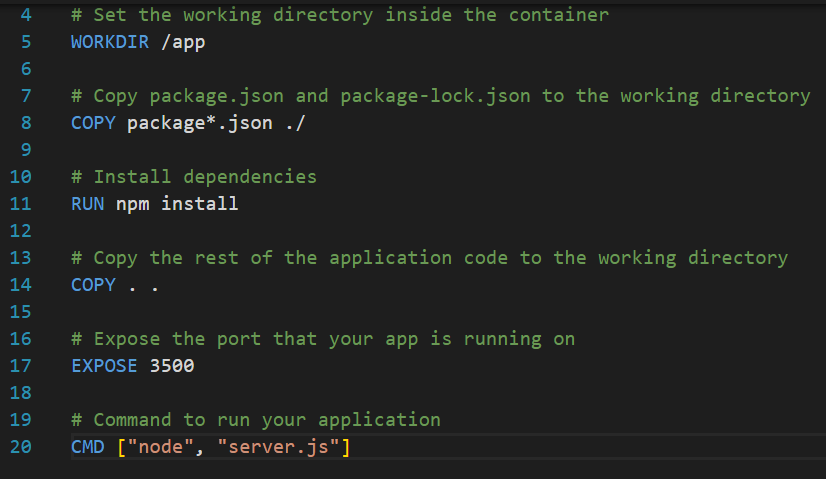 4 # Set the working directory inside the container
5 WORKDIR /app
6
7 # Copy package.json and package-lock.json to the working directory
8 COPY package*.json ./
9
10 # Install dependencies
11 RUN npm install
12
13 # Copy the rest of the application code to the working directory
14 COPY . .
15
16 # Expose the port that your app is running on
17 EXPOSE 3500
18
19 # Command to run your application
20 CMD ["node", "server.js"]